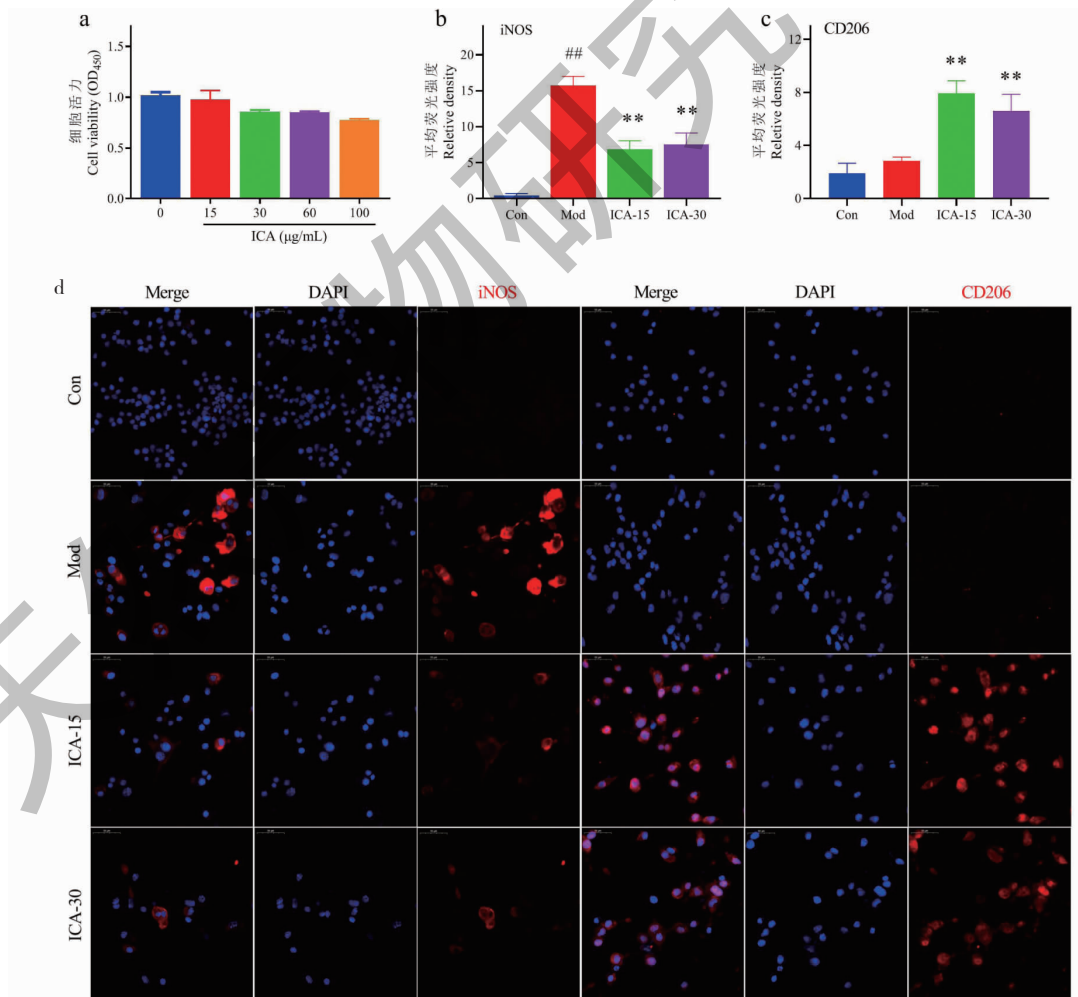 a
细胞活力
Cell viability (OD450)
1.5
1.0
0.5
0.0
0 15 30 60 100
ICA (μg/mL)
b
iNOS
平均荧光强度
Reletive density
20
15
10
5
0
##
**
**
Con Mod ICA-15 ICA-30
c
CD206
平均荧光强度
Reletive density
12
8
4
0
**
**
Con Mod ICA-15 ICA-30
d
Merge DAPI iNOS Merge DAPI CD206
Con
Mod
ICA-15
ICA-30
物研究